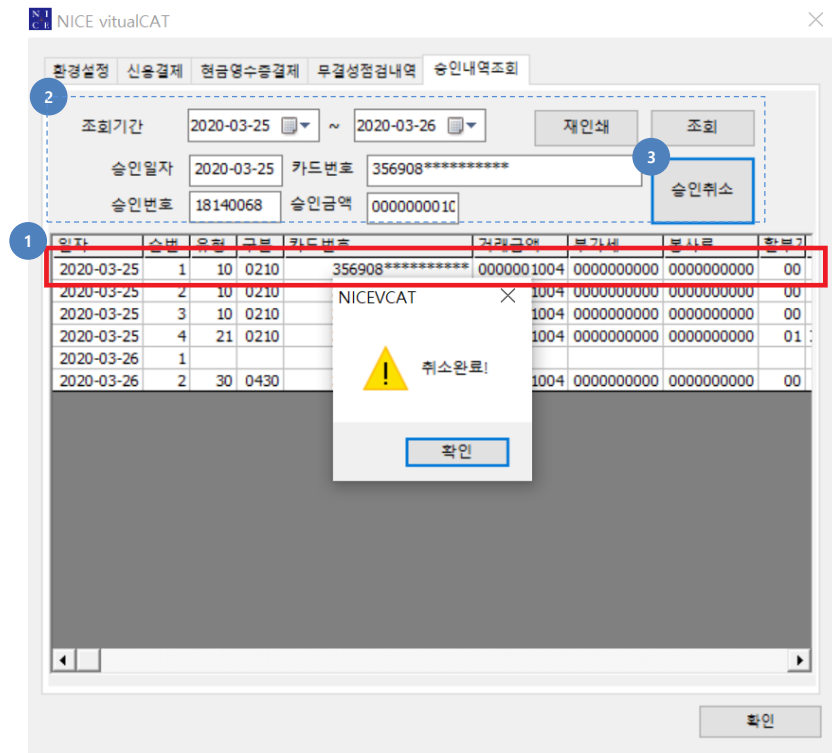 NICE NICE vitualCAT
환경설정 신용결제 현금영수증결제 무결성점검내역 승인내역조회
2
조회기간 2020-03-25 ~ 2020-03-26 재인쇄 조회
3
승인일자 2020-03-25 카드번호 356908********** 승인취소
승인번호 18140068 승인금액 000000001C
1
일자 순번 유형 구분 카드번호 거래금액 부가세 봉사료 할부기
2020-03-25 1 10 0210 356908********** 0000001004 0000000000 0000000000 00
2020-03-25 2 10 0210 1004 0000000000 0000000000 00
2020-03-25 3 10 0210 1004 0000000000 0000000000 00
2020-03-25 4 21 0210 1004 0000000000 0000000000 01
2020-03-26 1
2020-03-26 2 30 0430 1004 0000000000 0000000000 00
NICEVCAT
취소완료!
확인
확인